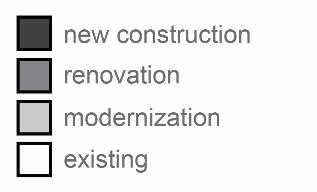 new construction
renovation
modernization
existing